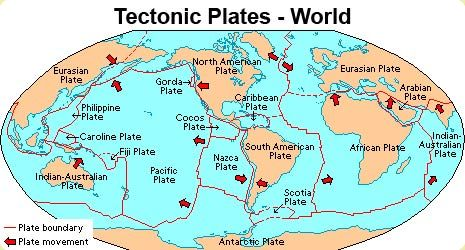 Tectonic Plates - World
Eurasian
Plate
North American
Plate
Eurasian Plate
Gorda
Plate
Caribbean
Plate
Arabian
Plate
Philippine
Plate
Cocos
Plate
African Plate
Caroline Plate
Fiji Plate
South American
Plate
Indian-
Australian
Plate
Nazca
Plate
Pacific
Plate
Indian-Australian
Plate
Scotia
Plate
Antarctic Plate
Plate boundary
Plate movement